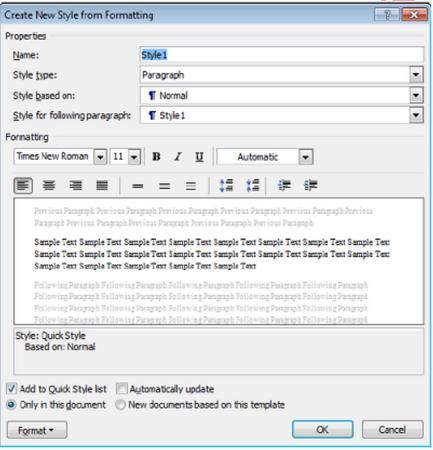 Create New Style from Formatting
Properties
Name: Style1
Style type: Paragraph
Style based on: ¶ Normal
Style for following paragraph: ¶ Style1
Formatting
Times New Roman 11 B I U Automatic
Previous Paragraph Previous Paragraph Previous Paragraph Previous Paragraph Previous
Paragraph Previous Paragraph Previous Paragraph Previous Paragraph Previous Paragraph
Sample Text Sample Text Sample Text Sample Text Sample Text Sample Text Sample Text
Sample Text Sample Text Sample Text Sample Text Sample Text Sample Text Sample Text
Sample Text Sample Text Sample Text Sample Text
Following Paragraph Following Paragraph Following Paragraph Following Paragraph
Following Paragraph Following Paragraph Following Paragraph Following Paragraph
Following Paragraph Following Paragraph Following Paragraph Following Paragraph
Following Paragraph Following Paragraph Following Paragraph Following Paragraph
Style: Quick Style
Based on: Normal
Add to Quick Style list Automatically update
Only in this document New documents based on this template
Format OK Cancel